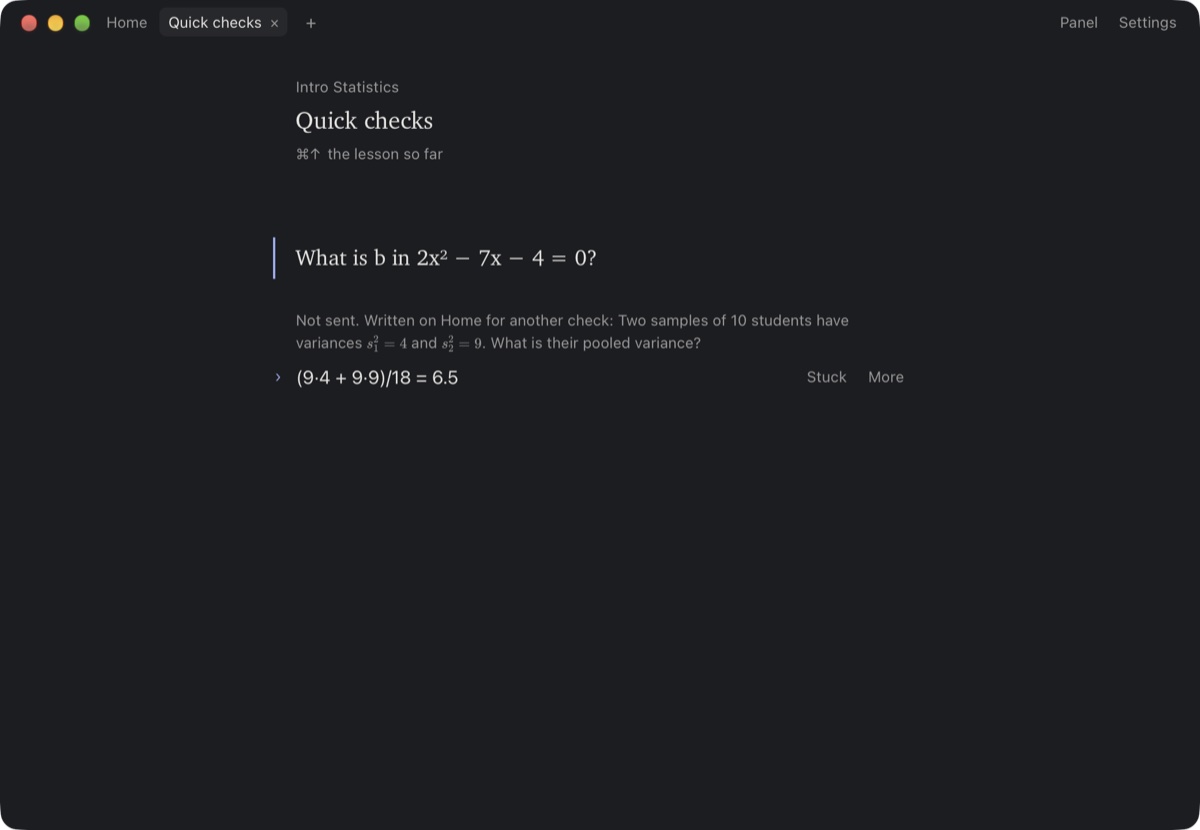 Home Quick checks × + Panel Settings
Intro Statistics
Quick checks
⌘↑ the lesson so far
What is b in 2x² − 7x − 4 = 0?
Not sent. Written on Home for another check: Two samples of 10 students have
variances s₁² = 4 and s₂² = 9. What is their pooled variance?
› (9·4 + 9·9)/18 = 6.5 Stuck More